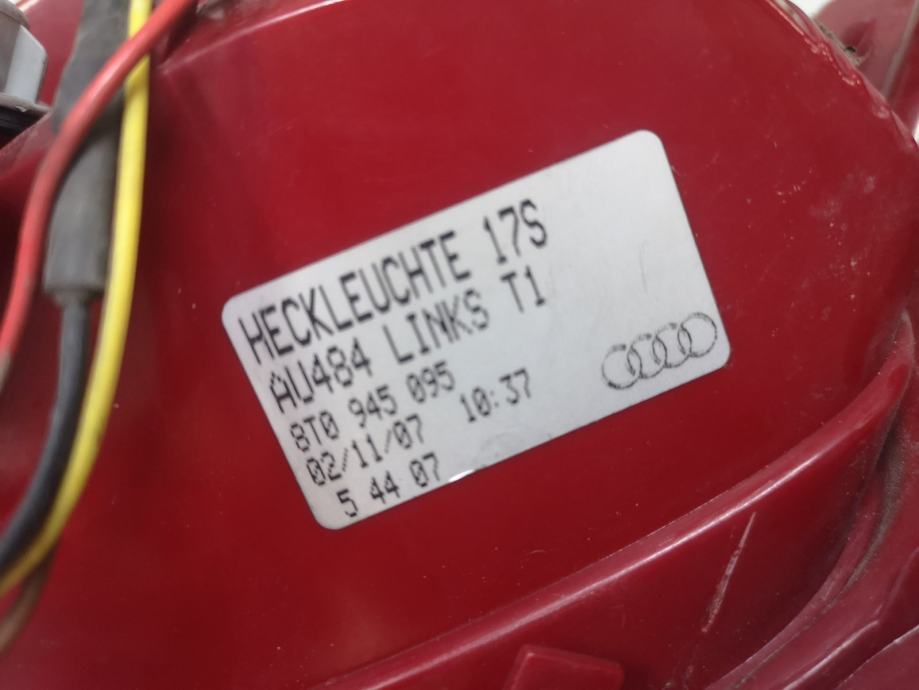 HECKLEUCHTE 17S
AU484 LINKS T1
8T0 945 095
02/11/07 10:37
5 44 07